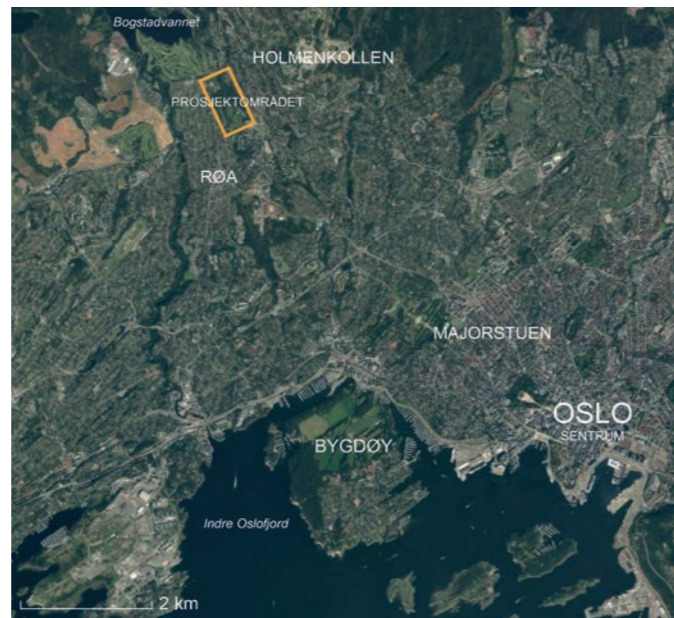 Bogstadvannet
HOLMENKOLLEN
PROSJEKTOMRÅDET
RØA
MAJORSTUEN
OSLO
SENTRUM
BYGDØY
Indre Oslofjord
2 km